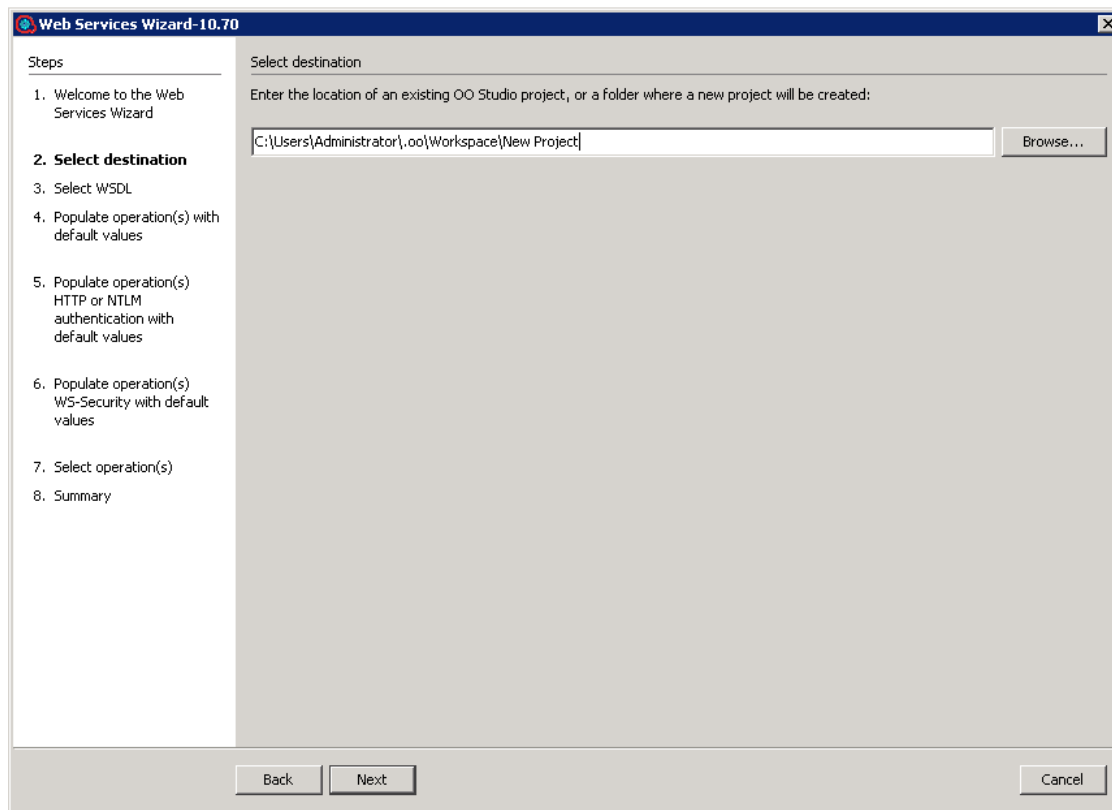 Web Services Wizard-10.70
Steps
1. Welcome to the Web
Services Wizard
2. Select destination
3. Select WSDL
4. Populate operation(s) with
default values
5. Populate operation(s)
HTTP or NTLM
authentication with
default values
6. Populate operation(s)
WS-Security with default
values
7. Select operation(s)
8. Summary
Select destination
Enter the location of an existing OO Studio project, or a folder where a new project will be created:
C:\Users\Administrator\.oo\Workspace\New Project
Browse...
Back
Next
Cancel